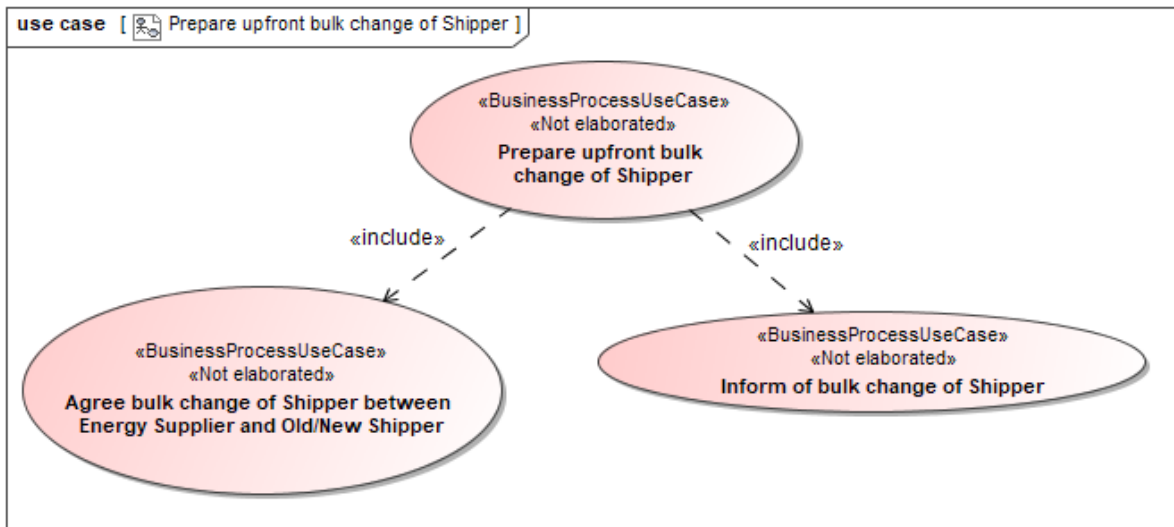 use case [ Prepare upfront bulk change of Shipper ]
«BusinessProcessUseCase»
«Not elaborated»
Prepare upfront bulk
change of Shipper
«include»
«include»
«BusinessProcessUseCase»
«Not elaborated»
Agree bulk change of Shipper between
Energy Supplier and Old/New Shipper
«BusinessProcessUseCase»
«Not elaborated»
Inform of bulk change of Shipper